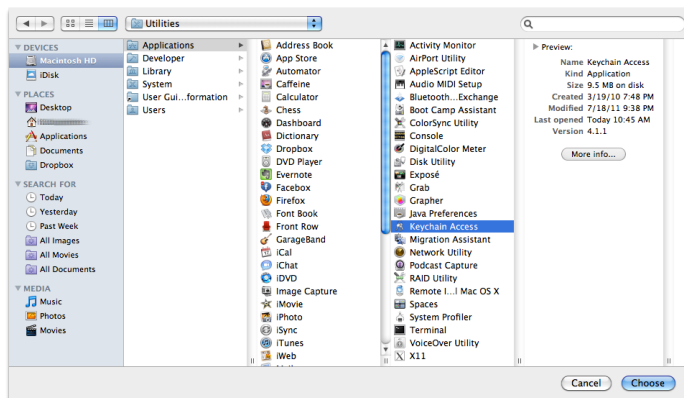 Utilities
DEVICES
Macintosh HD
iDisk
PLACES
Desktop
Applications
Documents
Dropbox
SEARCH FOR
Today
Yesterday
Past Week
All Images
All Movies
All Documents
MEDIA
Music
Photos
Movies
Applications
Developer
Library
System
User Gui...formation
Users
Address Book
App Store
Automator
Caffeine
Calculator
Chess
Dashboard
Dictionary
Dropbox
DVD Player
Evernote
Facebox
Firefox
Font Book
Front Row
GarageBand
iCal
iChat
iDVD
Image Capture
iMovie
iPhoto
iSync
iTunes
iWeb
Activity Monitor
AirPort Utility
AppleScript Editor
Audio MIDI Setup
Bluetooth...Exchange
Boot Camp Assistant
ColorSync Utility
Console
DigitalColor Meter
Disk Utility
Exposé
Grab
Grapher
Java Preferences
Keychain Access
Migration Assistant
Network Utility
Podcast Capture
RAID Utility
Remote I...l Mac OS X
Spaces
System Profiler
Terminal
VoiceOver Utility
X11
Preview:
Name Keychain Access
Kind Application
Size 9.5 MB on disk
Created 3/19/10 7:48 PM
Modified 7/18/11 9:38 PM
Last opened Today 10:45 AM
Version 4.1.1
More info...
Cancel
Choose